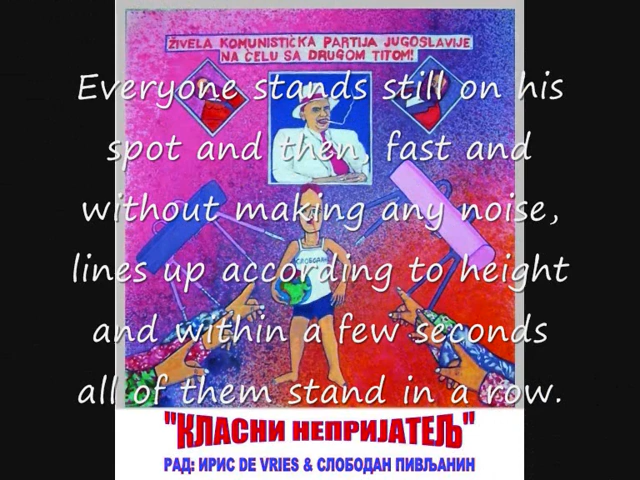 ŽIVELA KOMUNISTIČKA PARTIJA JUGOSLAVIJE
NA ČELU SA DRUGOM TITOM!
Everyone stands still on his
spot and then, fast and
without making any noise,
lines up according to height
and within a few seconds
all of them stand in a row.
СЛОБОДАН
"КЛАСНИ НЕПРИЈАТЕЉ"
РАД: ИРИС DE VRIES & СЛОБОДАН ПИВЉАНИН